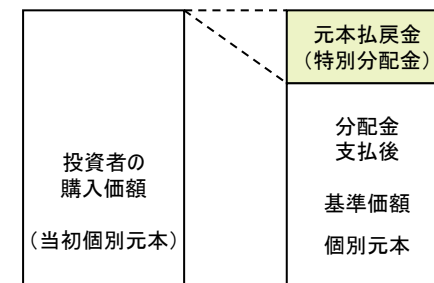 投資者の
購入価額
（当初個別元本）
元本払戻金
（特別分配金）
分配金
支払後
基準価額
個別元本